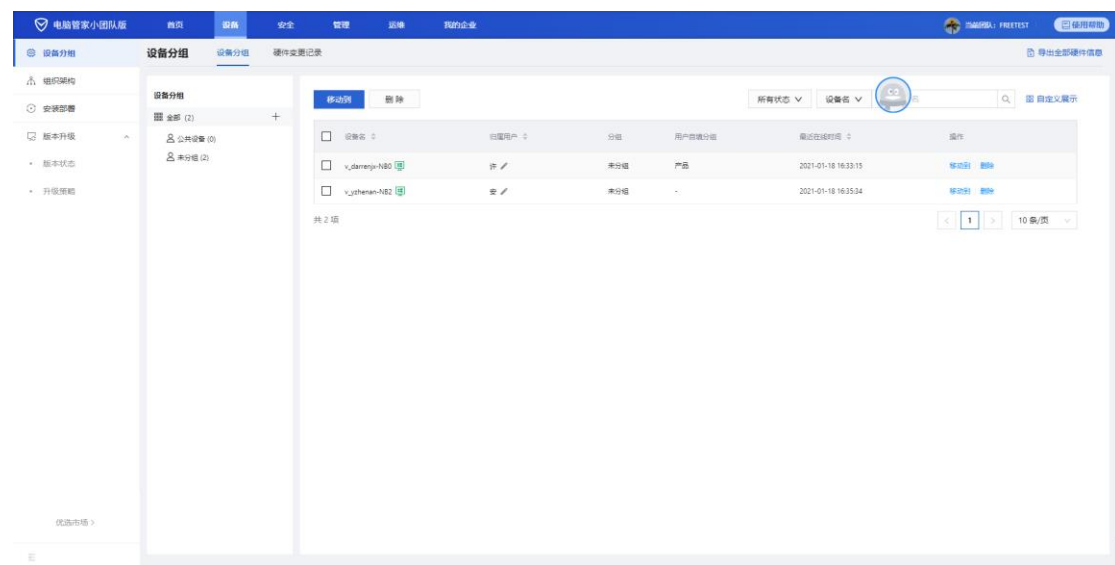 电脑管家小团队版 首页 设备 安全 管理 运维 我的企业 当前团队: FREETEST 使用帮助
设备分组 设备分组 设备分组 硬件变更记录 导出全部硬件信息
组织架构
安装部署
版本升级
版本状态
升级策略
优选市场 >
设备分组
全部 (2) +
公共设备 (0)
未分组 (2)
移动到 删除 所有状态 设备名 自定义展示
设备名 归属用户 分组 用户自填分组 最近在线时间 操作
v_darrenjx-NB0 许 未分组 产品 2021-01-18 16:33:15 移动到 删除
v_yzhenan-NB2 安 未分组 - 2021-01-18 16:35:34 移动到 删除
共 2 项 < 1 > 10 条/页